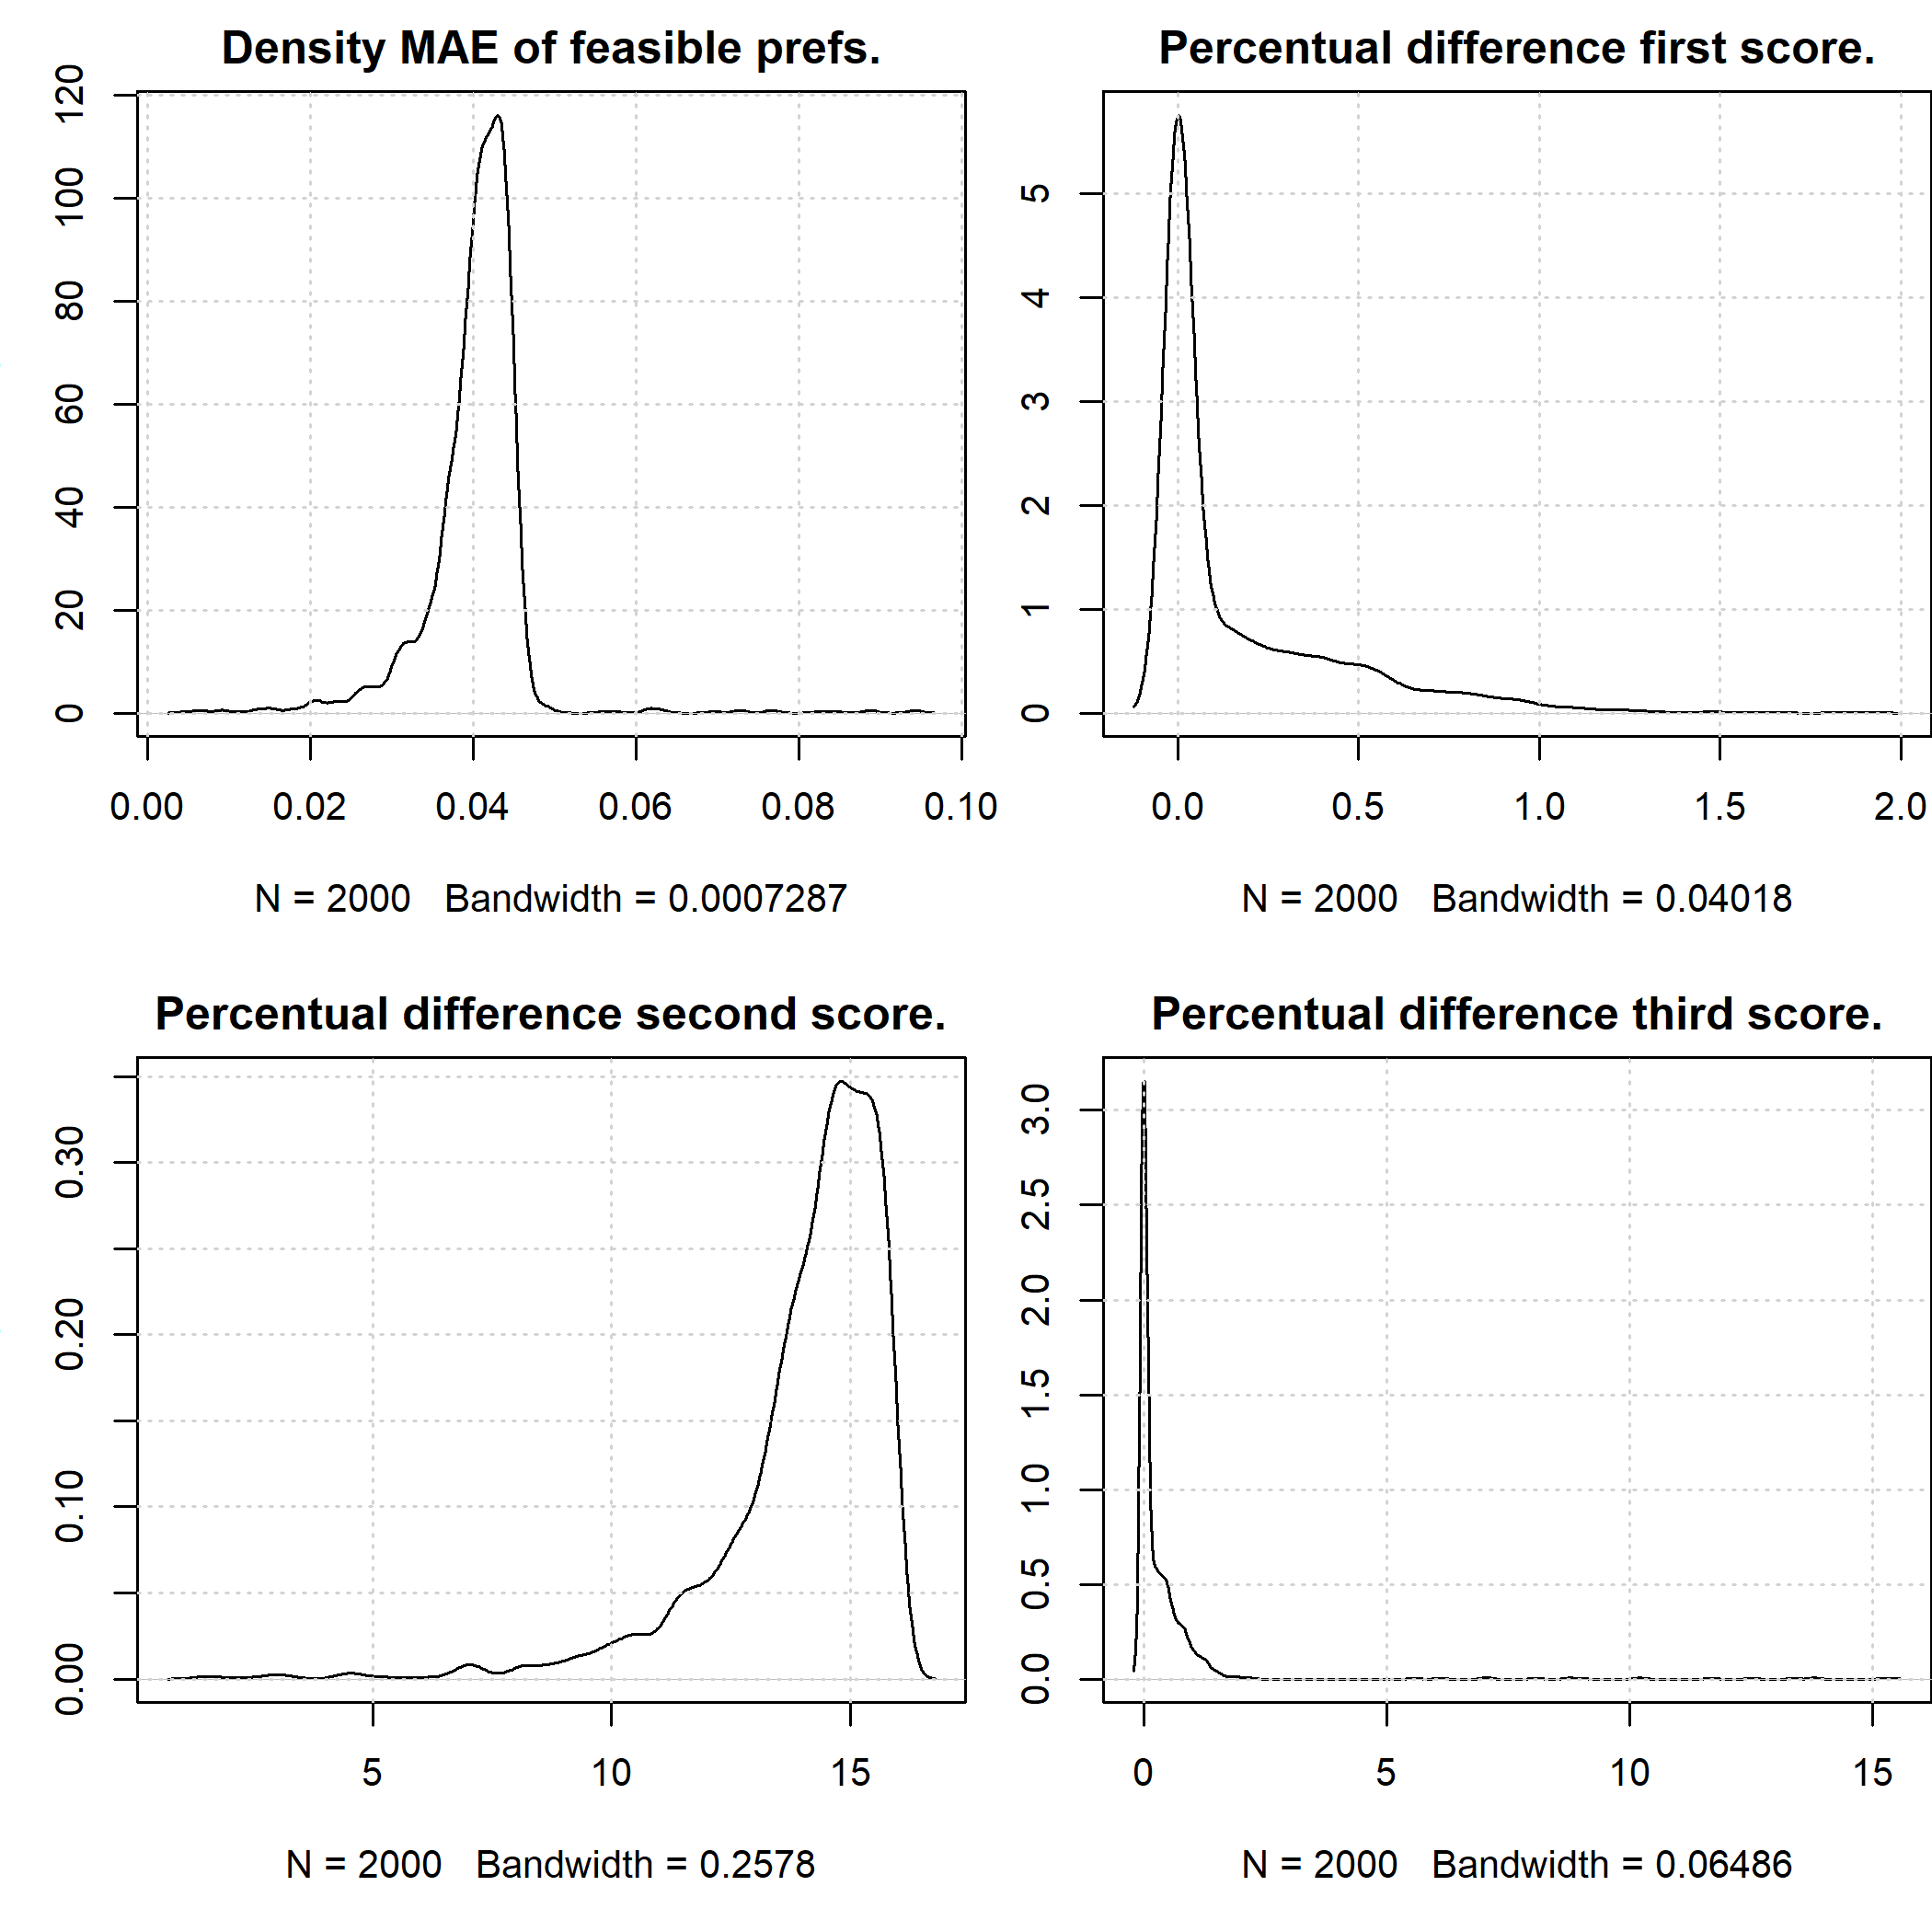 Density MAE of feasible prefs.
120
100
80
60
40
20
0
0.00 0.02 0.04 0.06 0.08 0.10
N = 2000 Bandwidth = 0.0007287
Percentual difference first score.
5
4
3
2
1
0
0.0 0.5 1.0 1.5 2.0
N = 2000 Bandwidth = 0.04018
Percentual difference second score.
0.30
0.20
0.10
0.00
5 10 15
N = 2000 Bandwidth = 0.2578
Percentual difference third score.
3.0
2.5
2.0
1.5
1.0
0.5
0.0
0 5 10 15
N = 2000 Bandwidth = 0.06486